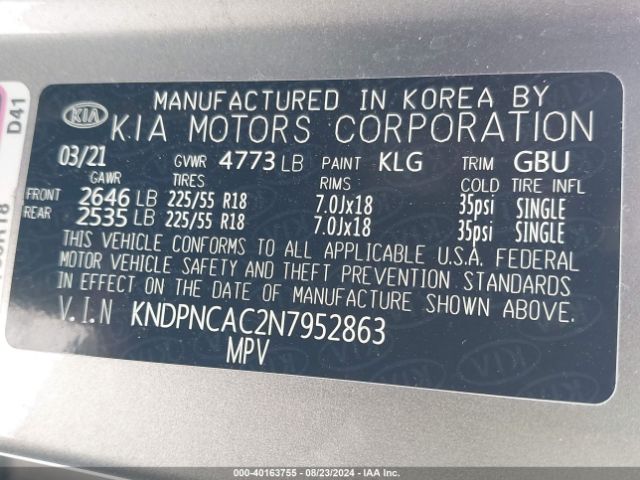 MANUFACTURED IN KOREA BY
KIA KIA MOTORS CORPORATION
03/21 GVWR 4773 LB PAINT KLG TRIM GBU
GAWR TIRES RIMS COLD TIRE INFL
FRONT 2646 LB 225/55 R18 7.0Jx18 35psi SINGLE
REAR 2535 LB 225/55 R18 7.0Jx18 35psi SINGLE
THIS VEHICLE CONFORMS TO ALL APPLICABLE U.S.A. FEDERAL
MOTOR VEHICLE SAFETY AND THEFT PREVENTION STANDARDS
IN EFFECT ON THE DATE OF MANUFACTURE SHOWN ABOVE.
V.I.N KNDPNCAC2N7952863
MPV
D41
000-40163755 - 08/23/2024 - IAA Inc.